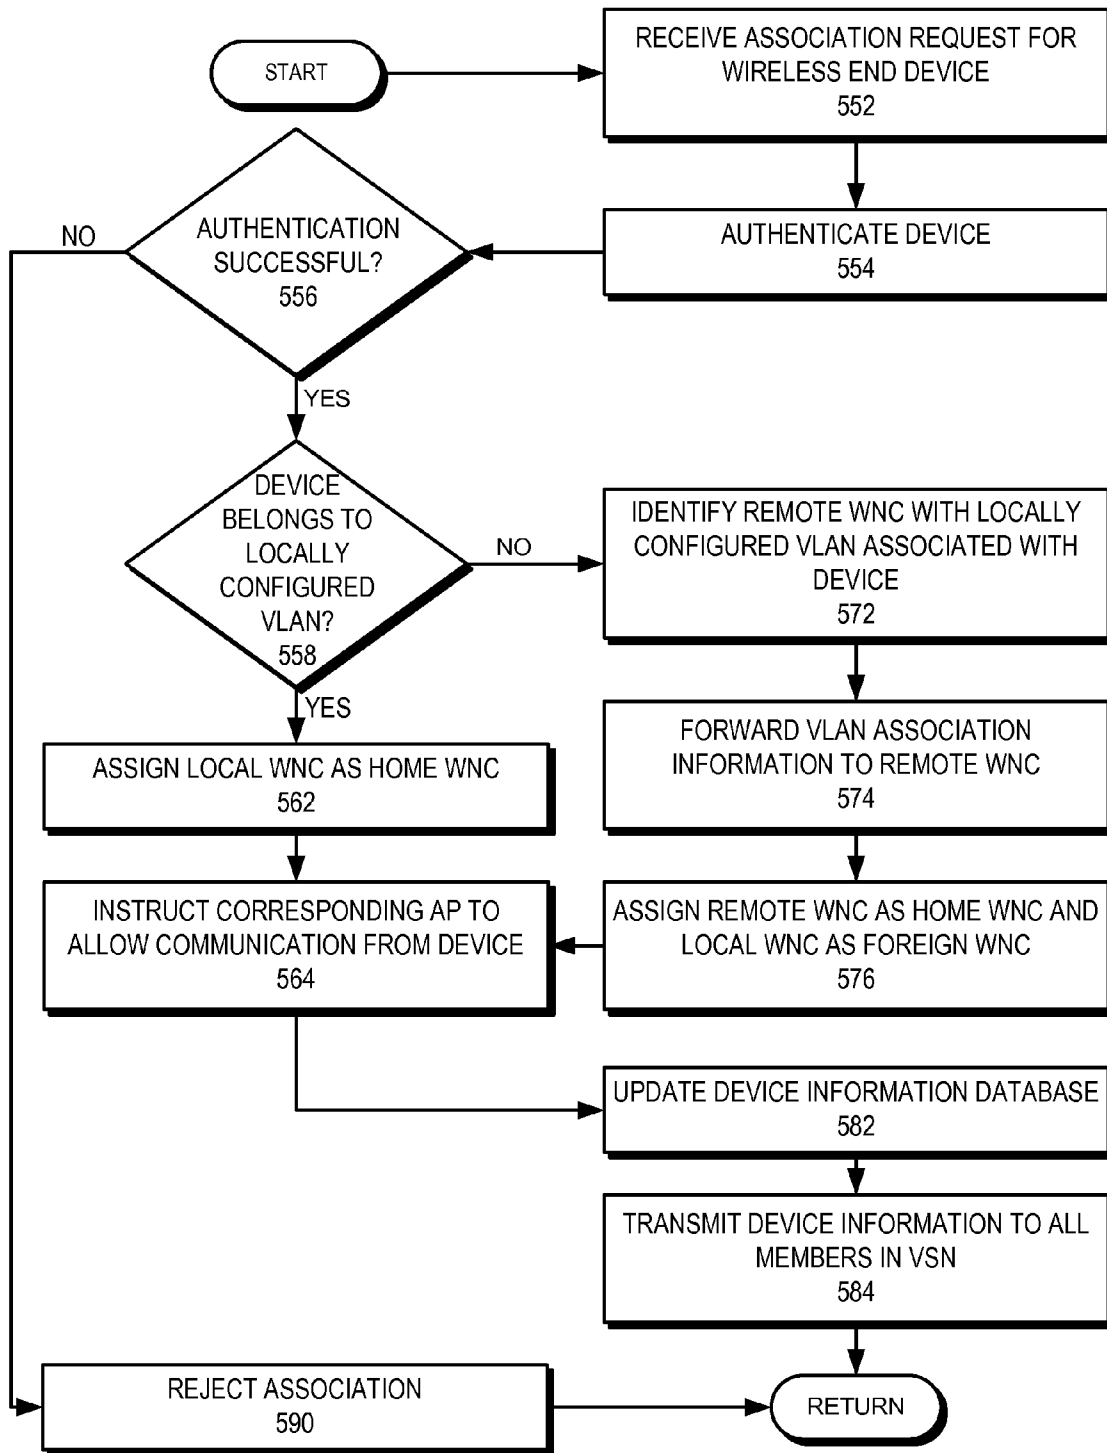 START
RECEIVE ASSOCIATION REQUEST FOR
WIRELESS END DEVICE
552
AUTHENTICATE DEVICE
554
AUTHENTICATION
SUCCESSFUL?
556
NO
YES
DEVICE
BELONGS TO
LOCALLY
CONFIGURED
VLAN?
558
NO
YES
IDENTIFY REMOTE WNC WITH LOCALLY
CONFIGURED VLAN ASSOCIATED WITH
DEVICE
572
FORWARD VLAN ASSOCIATION
INFORMATION TO REMOTE WNC
574
ASSIGN LOCAL WNC AS HOME WNC
562
ASSIGN REMOTE WNC AS HOME WNC AND
LOCAL WNC AS FOREIGN WNC
576
INSTRUCT CORRESPONDING AP TO
ALLOW COMMUNICATION FROM DEVICE
564
UPDATE DEVICE INFORMATION DATABASE
582
TRANSMIT DEVICE INFORMATION TO ALL
MEMBERS IN VSN
584
REJECT ASSOCIATION
590
RETURN